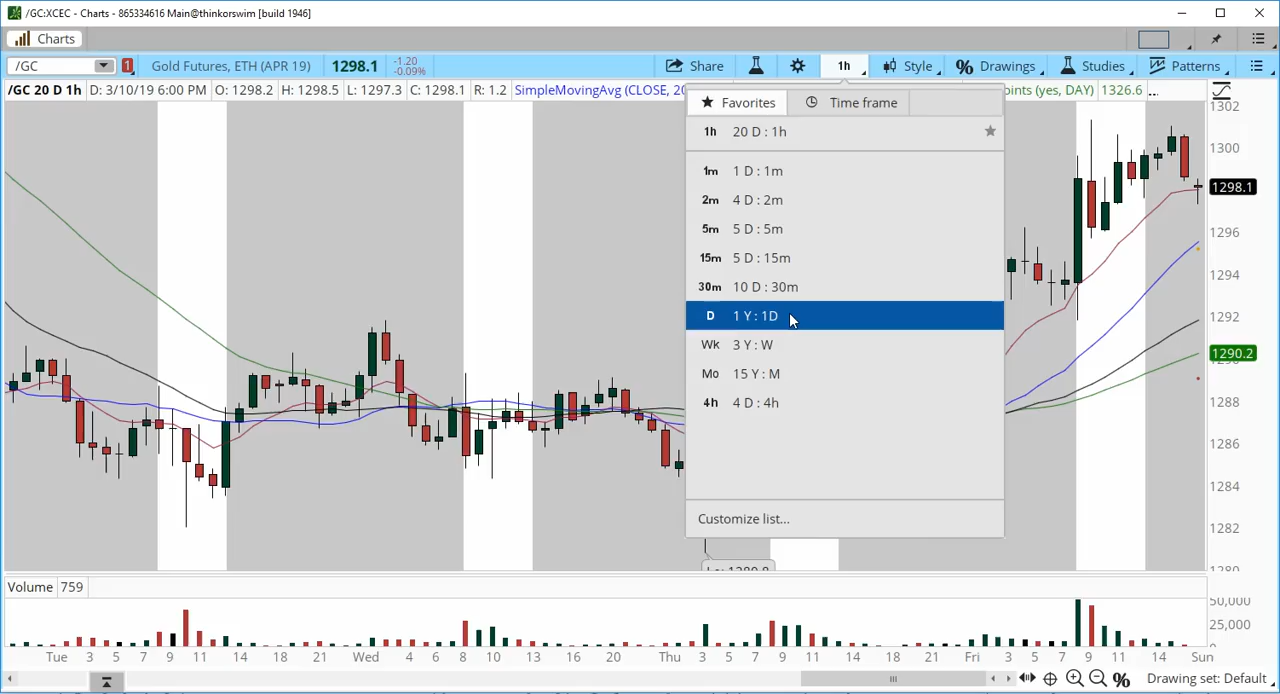 /GC:XCEC - Charts - 865334616 Main@thinkorswim [build 1946]
Charts
/GC 1 Gold Futures, ETH (APR 19) 1298.1 -1.20 -0.09% Share 1h Style Drawings Studies Patterns
/GC 20 D 1h D: 3/10/19 6:00 PM O: 1298.2 H: 1298.5 L: 1297.3 C: 1298.1 R: 1.2 SimpleMovingAvg (CLOSE, 20 oints (yes, DAY) 1326.6 ...
Favorites Time frame
1h 20 D : 1h
1m 1 D : 1m
2m 4 D : 2m
5m 5 D : 5m
15m 5 D : 15m
30m 10 D : 30m
D 1 Y : 1D
Wk 3 Y : W
Mo 15 Y : M
4h 4 D : 4h
Customize list...
1302
1300
1298.1
1296
1294
1292
1290.2
1288
1286
1284
1282
1280
Volume 759
50,000
25,000
Tue 3 5 7 9 11 14 18 21 Wed 4 6 8 10 13 16 20 Thu 3 5 7 9 11 14 18 21 Fri 3 5 7 9 11 14 Sun
Drawing set: Default